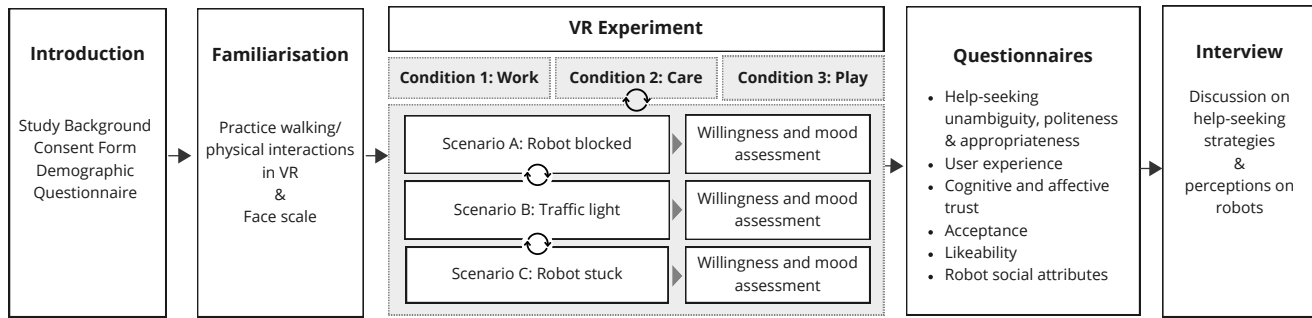 Introduction
Study Background
Consent Form
Demographic
Questionnaire
Familiarisation
Practice walking/
physical interactions
in VR
&
Face scale
VR Experiment
Condition 1: Work
Condition 2: Care
Condition 3: Play
Scenario A: Robot blocked
Willingness and mood
assessment
Scenario B: Traffic light
Willingness and mood
assessment
Scenario C: Robot stuck
Willingness and mood
assessment
Questionnaires
• Help-seeking
unambiguity, politeness
& appropriateness
• User experience
• Cognitive and affective
trust
• Acceptance
• Likeability
• Robot social attributes
Interview
Discussion on
help-seeking
strategies
&
perceptions on
robots